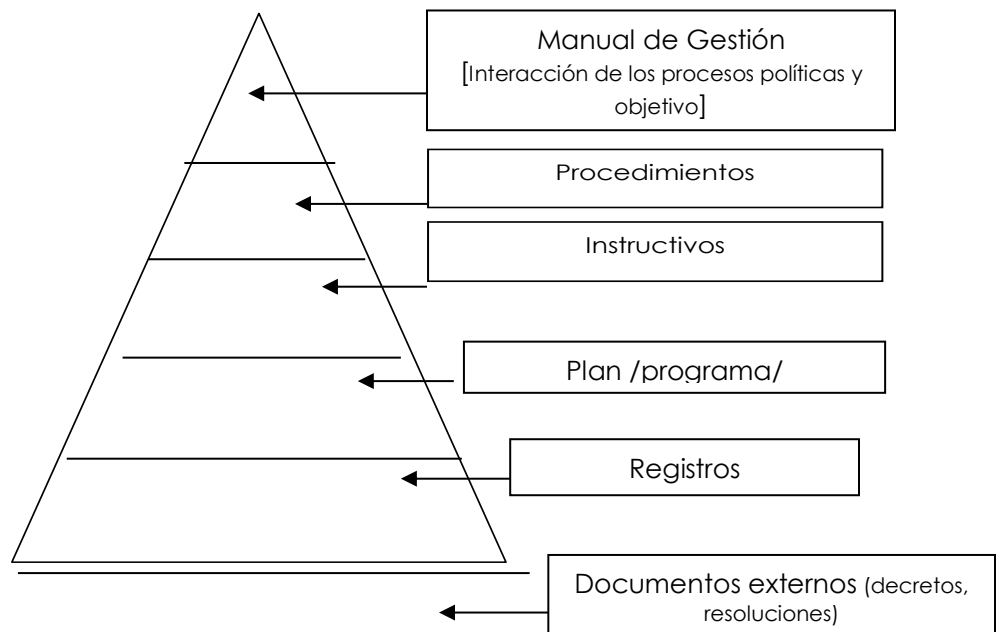 Manual de Gestión
[Interacción de los procesos políticas y
objetivo]
Procedimientos
Instructivos
Plan /programa/
Registros
Documentos externos (decretos,
resoluciones)